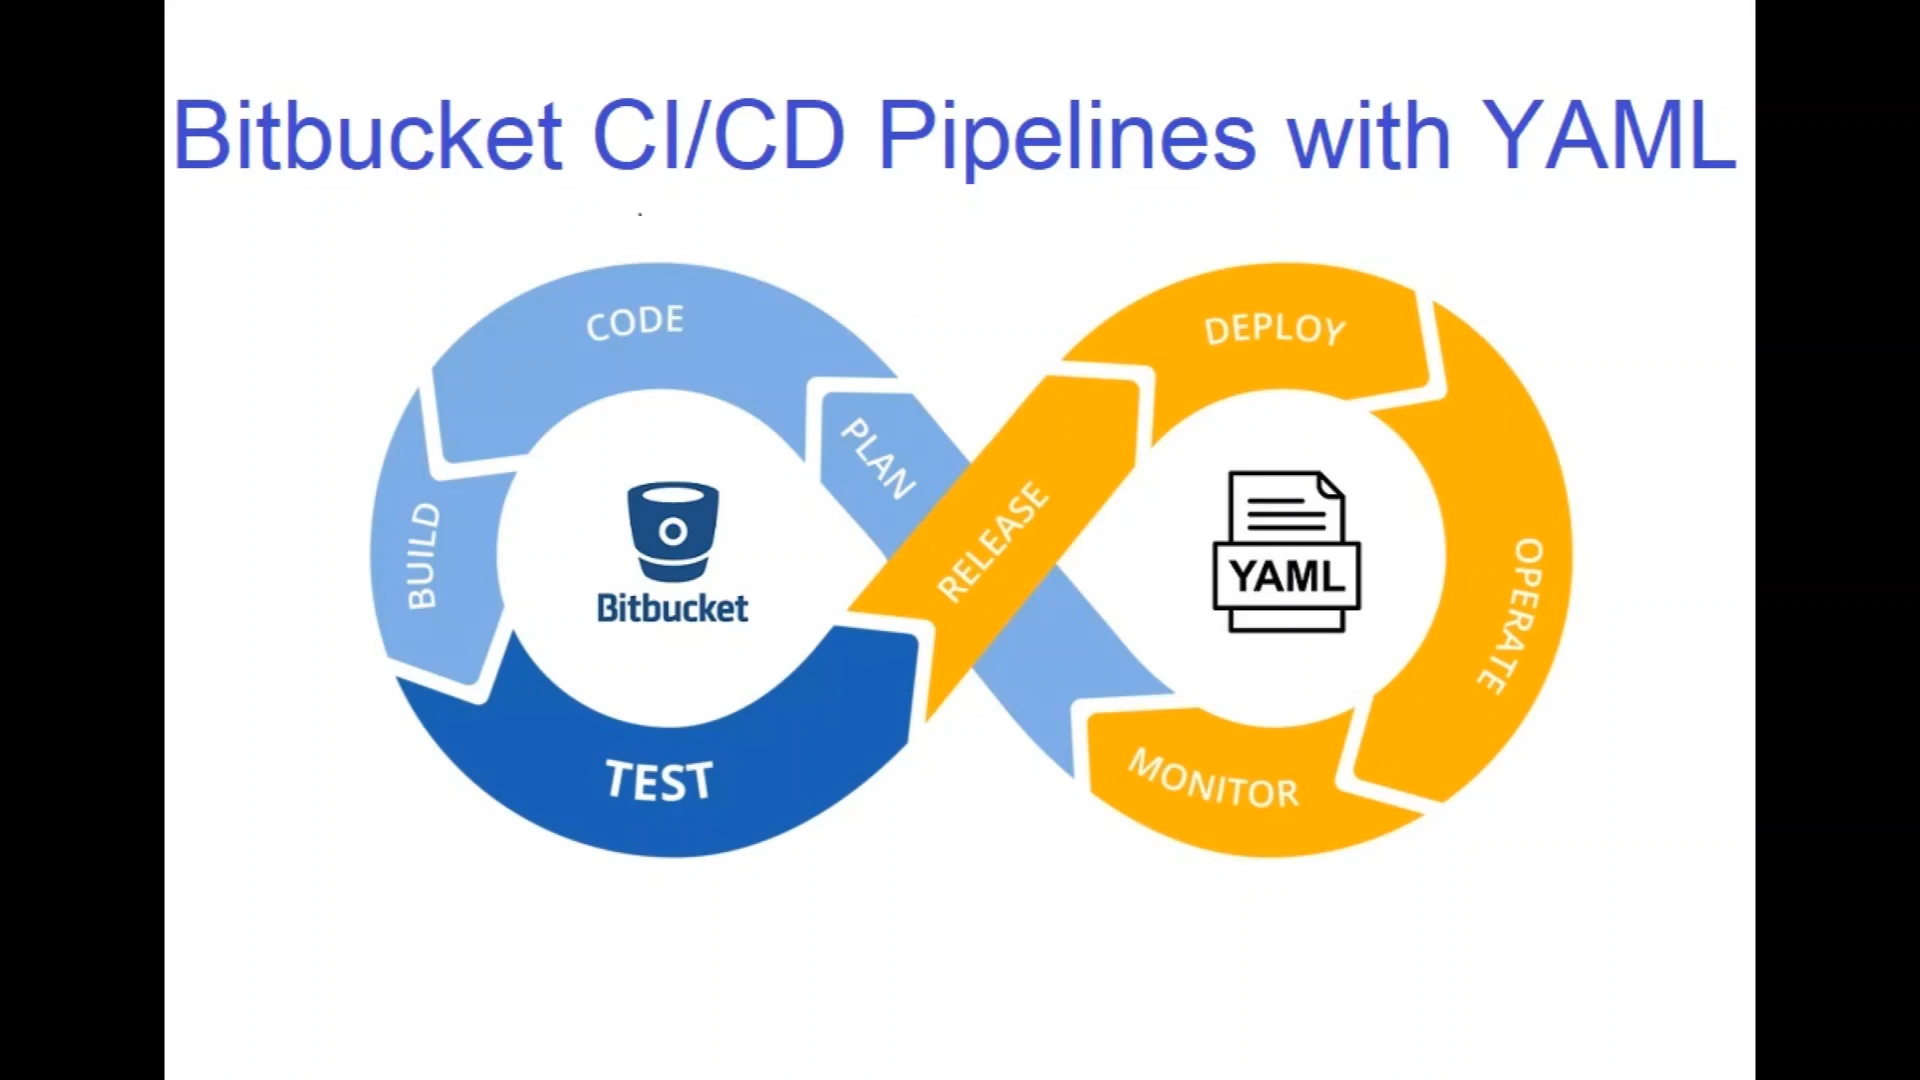 Bitbucket CI/CD Pipelines with YAML
CODE
PLAN
BUILD
Bitbucket
TEST
RELEASE
DEPLOY
YAML
OPERATE
MONITOR